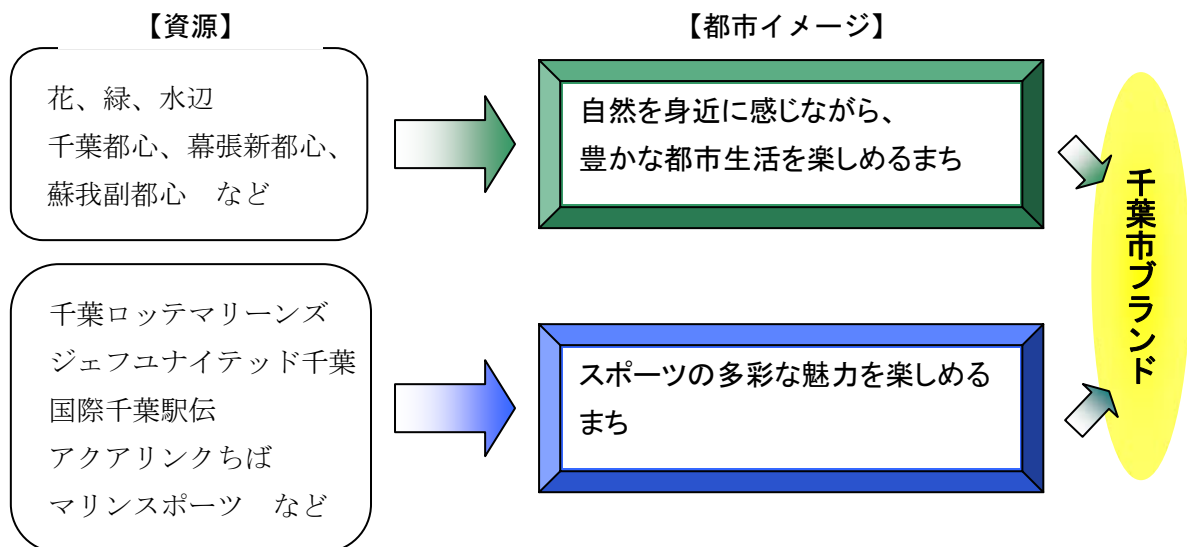 【資源】
【都市イメージ】
花、緑、水辺
千葉都心、幕張新都心、
蘇我副都心　など
自然を身近に感じながら、
豊かな都市生活を楽しめるまち
千葉ロッテマリーンズ
ジェフユナイテッド千葉
国際千葉駅伝
アクアリンクちば
マリンスポーツ　など
スポーツの多彩な魅力を楽しめる
まち
千葉市ブランド